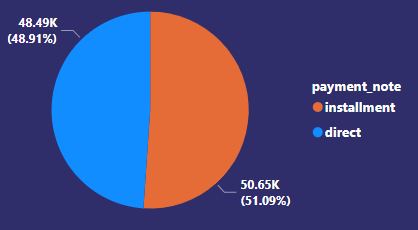 48.49K
(48.91%)
payment_note
installment
direct
50.65K
(51.09%)